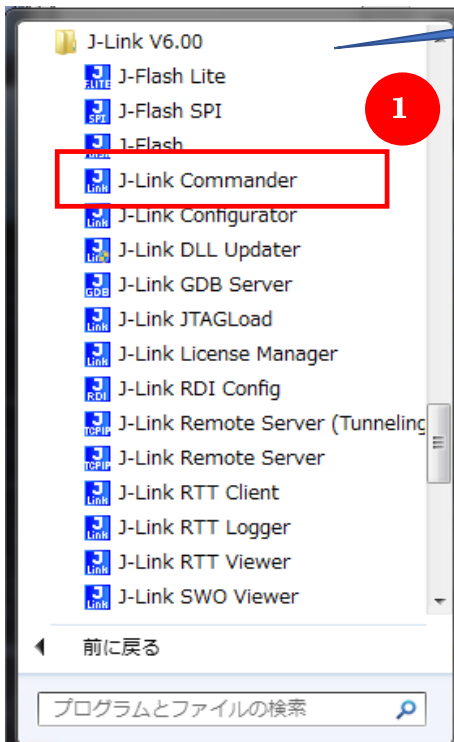 J-Link V6.00
J-Flash Lite
J-Flash SPI
1
J-Flash
J-Link Commander
J-Link Configurator
J-Link DLL Updater
J-Link GDB Server
J-Link JTAGLoad
J-Link License Manager
J-Link RDI Config
J-Link Remote Server (Tunneling
J-Link Remote Server
J-Link RTT Client
J-Link RTT Logger
J-Link RTT Viewer
J-Link SWO Viewer
前に戻る
プログラムとファイルの検索